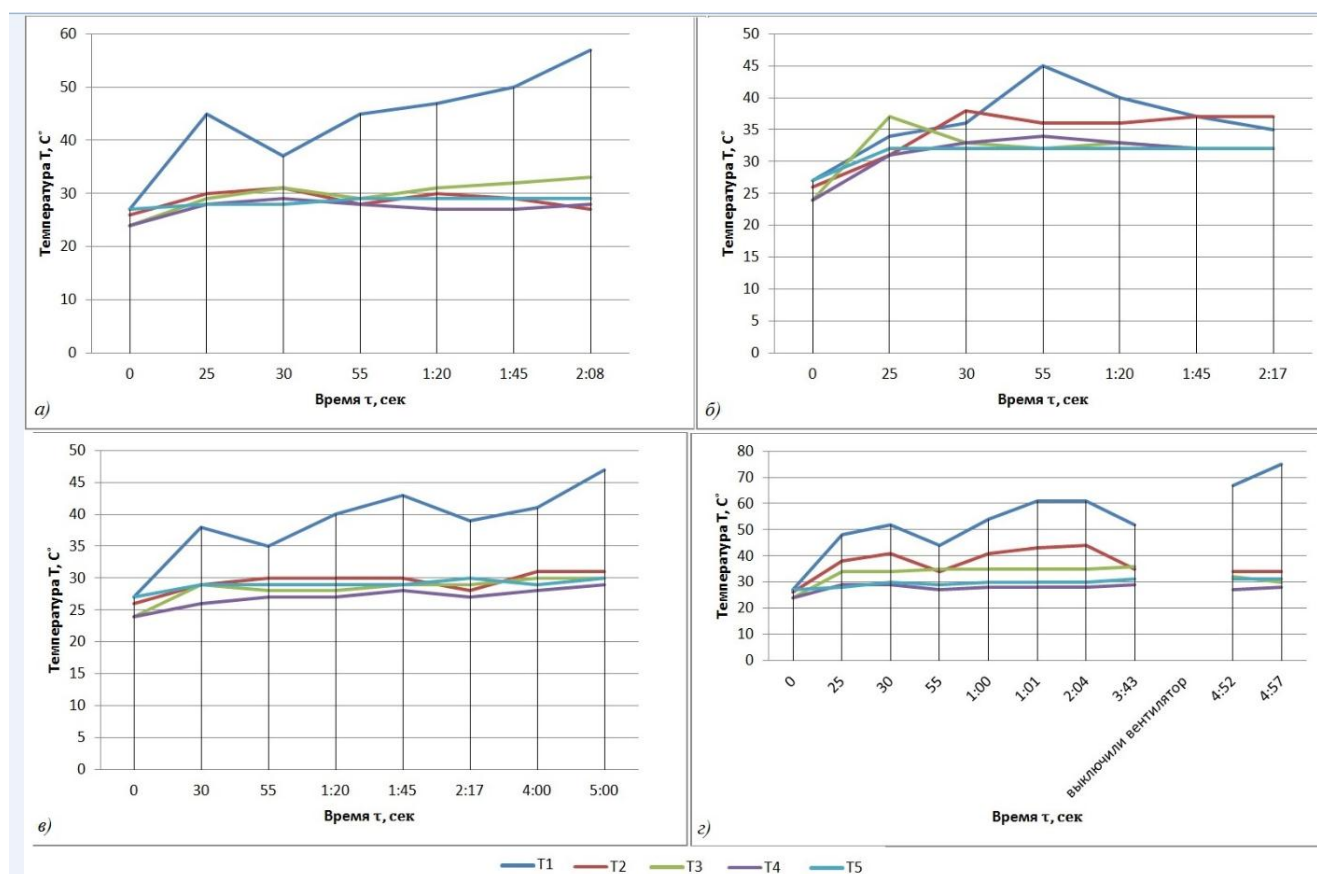 60
50
40
30
20
10
0
Температура T, C°
0 25 30 55 1:20 1:45 2:08
Время τ, сек
а)
50
45
40
35
30
25
20
15
10
5
0
Температура T, C°
0 25 30 55 1:20 1:45 2:17
Время τ, сек
б)
50
45
40
35
30
25
20
15
10
5
0
Температура T, C°
0 30 55 1:20 1:45 2:17 4:00 5:00
Время τ, сек
в)
80
70
60
50
40
30
20
10
0
Температура T, C°
0 25 30 55 1:00 1:01 2:04 3:43 выключили вентилятор 4:52 4:57
Время τ, сек
г)
T1 T2 T3 T4 T5